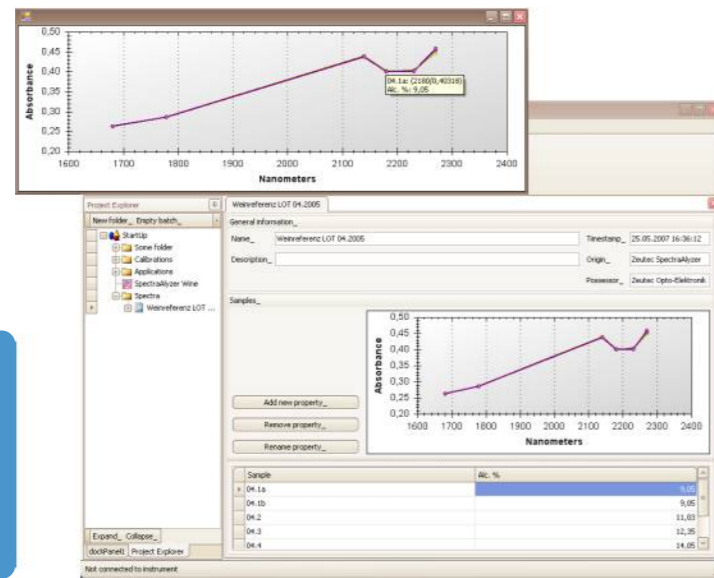 0,50
0,45
0,40
0,35
0,30
0,25
0,20
Absorbance
04.1a: (2180/0,40318)
Alc. %: 9,05
1600 1700 1800 1900 2000 2100 2200 2300 2400
Nanometers
Project Explorer
New folder_ Empty batch_
StartUp
Some folder
Calibrations
Applications
SpectraAlyzer Wine
Spectra
Weinreferenz LOT ...
Expand_ Collapse_
dockPanel1 Project Explorer
Weinreferenz LOT 04.2005
General information_
Name_ Weinreferenz LOT 04.2005 Timestamp_ 25.05.2007 16:36:12
Description_ Origin_ Zeutec SpectraAlyzer
Possessor_ Zeutec Opto-Elektronik
Samples_
Add new property_
Remove property_
Rename property_
0,50
0,45
0,40
0,35
0,30
0,25
0,20
Absorbance
1600 1700 1800 1900 2000 2100 2200 2300 2400
Nanometers
Sample Alc. %
04.1a 9,05
04.1b 9,05
04.2 11,03
04.3 12,35
04.4 14,05
Not connected to instrument